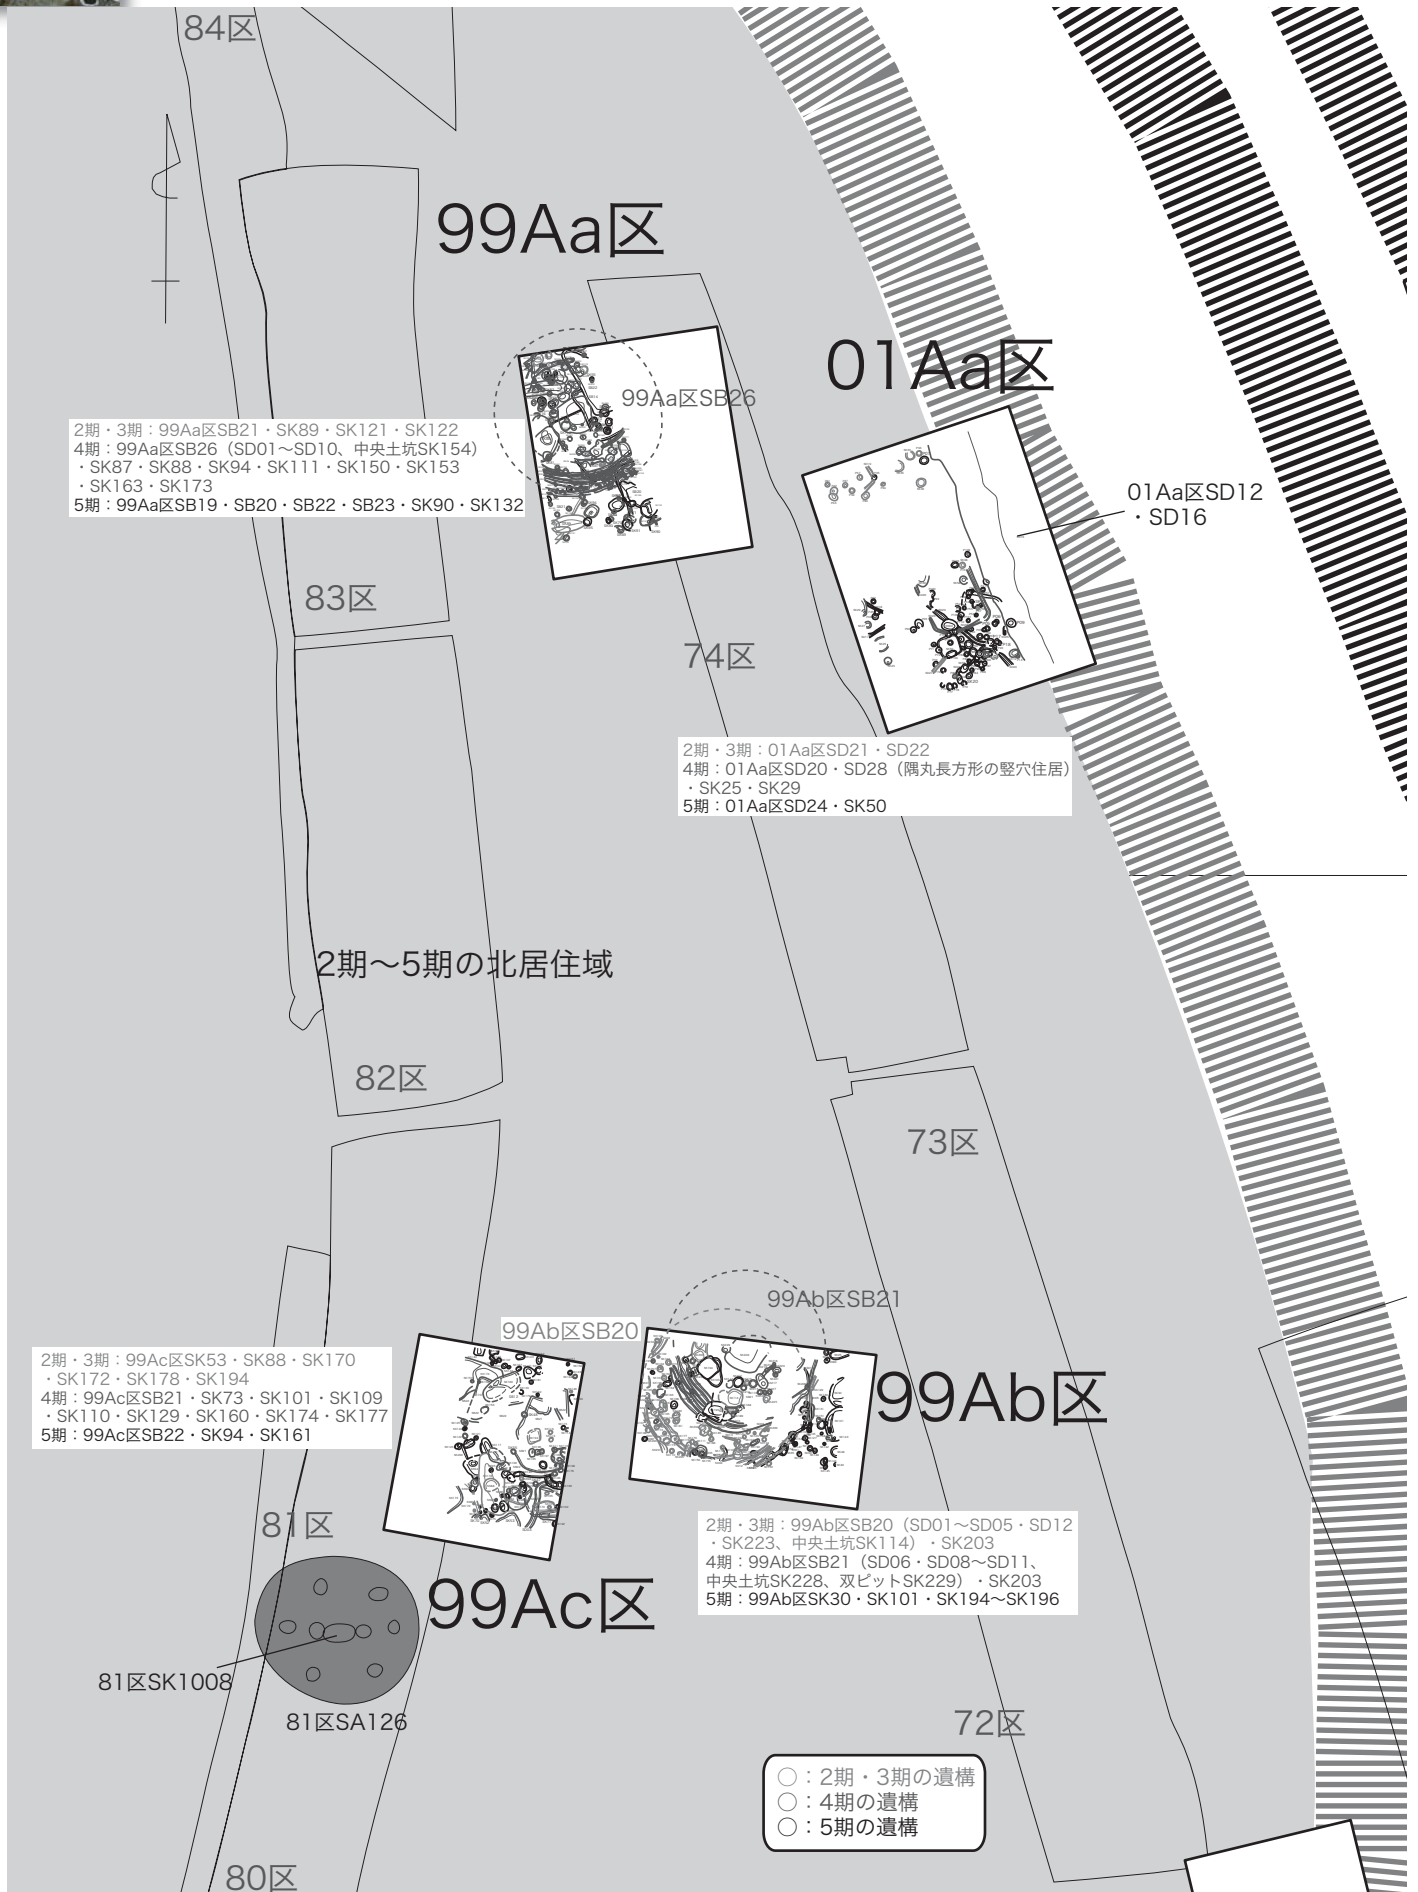 84区
99Aa区
01Aa区
99Aa区SB26
2期・3期：99Aa区SB21・SK89・SK121・SK122
4期：99Aa区SB26（SD01～SD10、中央土坑SK154）
・SK87・SK88・SK94・SK111・SK150・SK153
・SK163・SK173
5期：99Aa区SB19・SB20・SB22・SB23・SK90・SK132
01Aa区SD12
・SD16
83区
74区
2期・3期：01Aa区SD21・SD22
4期：01Aa区SD20・SD28（隅丸長方形の竪穴住居）
・SK25・SK29
5期：01Aa区SD24・SK50
2期～5期の北居住域
82区
73区
99Ab区SB21
99Ab区SB20
2期・3期：99Ac区SK53・SK88・SK170
・SK172・SK178・SK194
4期：99Ac区SB21・SK73・SK101・SK109
・SK110・SK129・SK160・SK174・SK177
5期：99Ac区SB22・SK94・SK161
99Ab区
81区
2期・3期：99Ab区SB20（SD01～SD05・SD12
・SK223、中央土坑SK114）・SK203
4期：99Ab区SB21（SD06・SD08～SD11、
中央土坑SK228、双ピットSK229）・SK203
5期：99Ab区SK30・SK101・SK194～SK196
99Ac区
81区SK1008
81区SA126
72区
○：2期・3期の遺構
○：4期の遺構
○：5期の遺構
80区